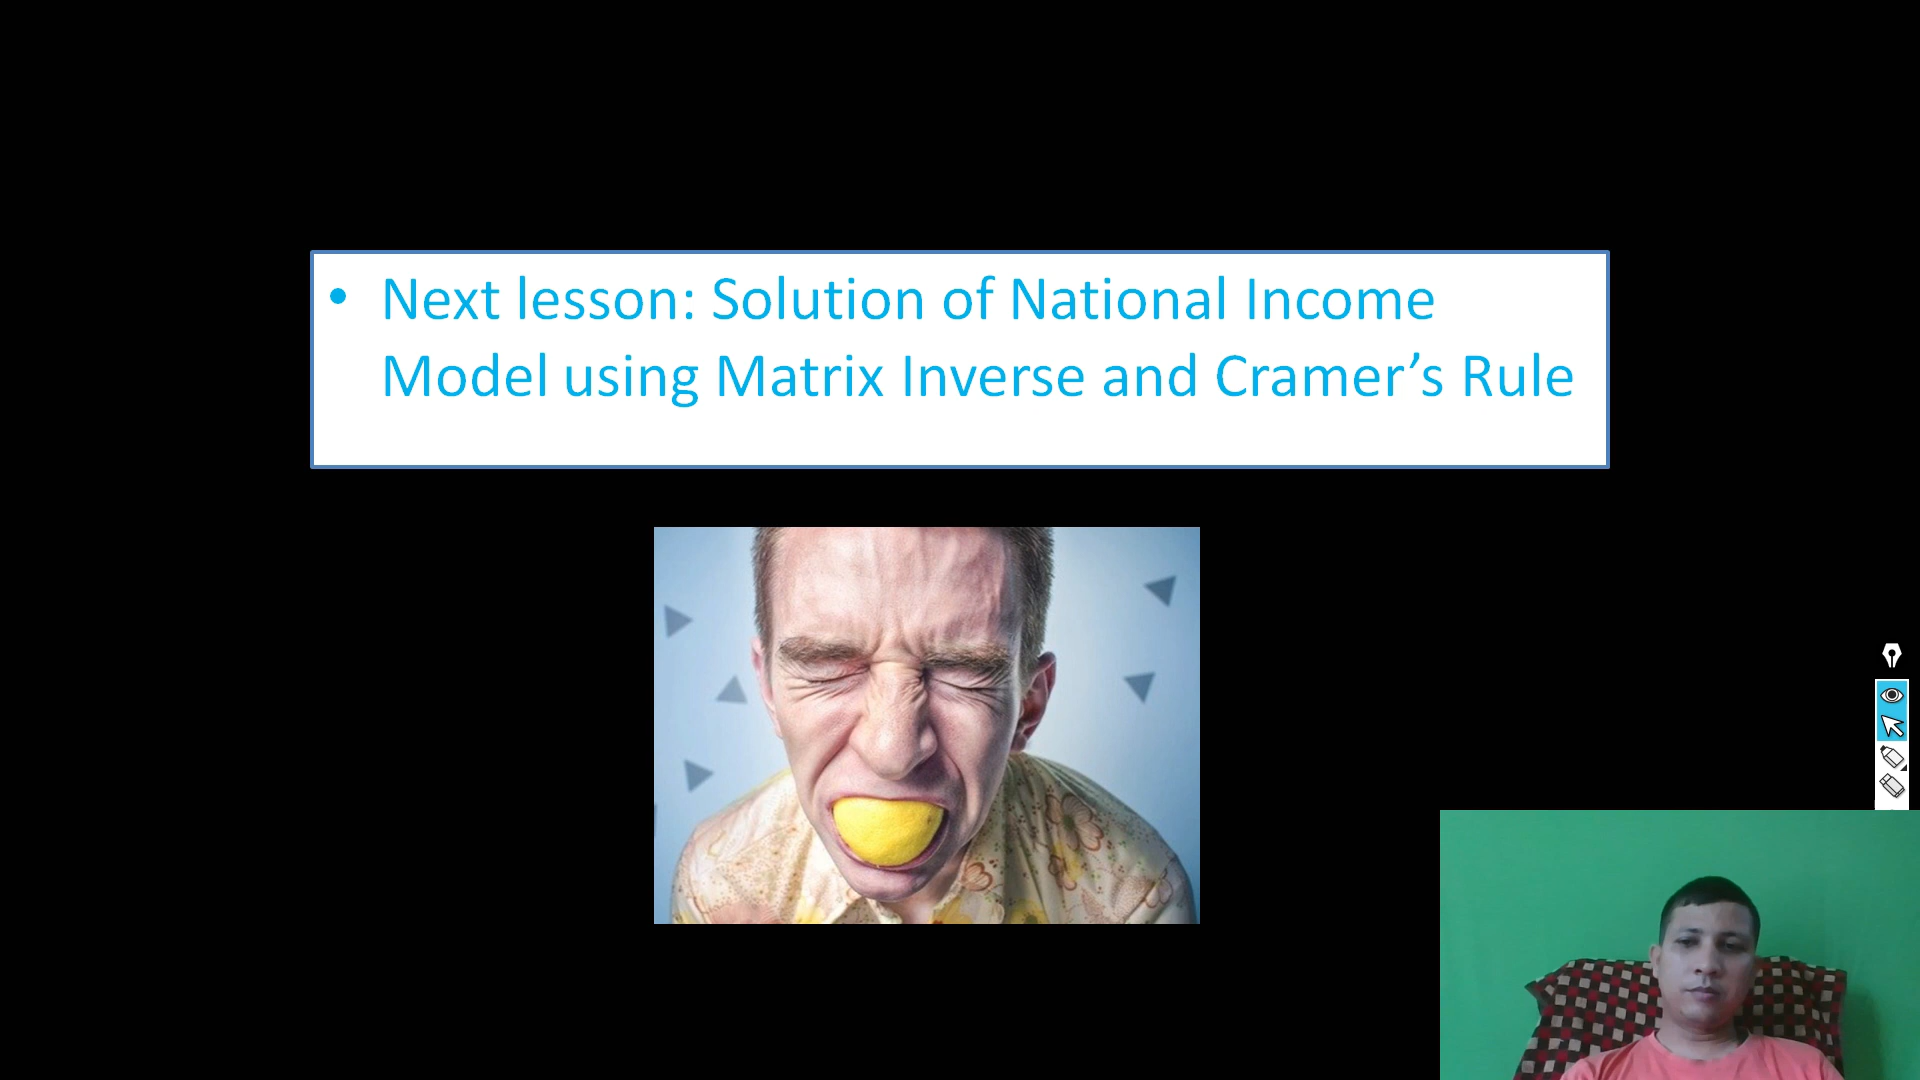 • Next lesson: Solution of National Income
Model using Matrix Inverse and Cramer’s Rule